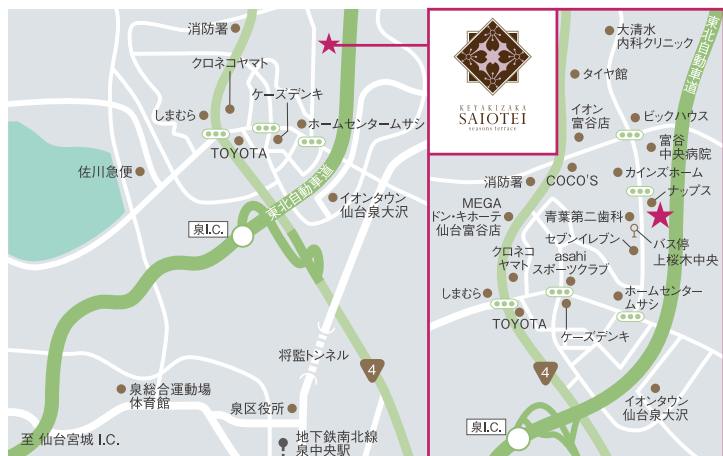 消防署
クロネコヤマト
ケーズデンキ
しまむら
ホームセンタームサシ
TOYOTA
佐川急便
東北自動車道
イオンタウン
仙台泉大沢
泉I.C.
将監トンネル
4
泉総合運動場
体育館
泉区役所
至 仙台宮城 I.C.
地下鉄南北線
泉中央駅
KEYAKIZAKA
SAIOTEI
seasons terrace
大清水
内科クリニック
東北自動車道
タイヤ館
イオン
富谷店
ビッグハウス
富谷
中央病院
消防署
COCO'S
カインズホーム
ナップス
MEGA
ドン・キホーテ
仙台富谷店
青葉第二歯科
バス停
上桜木中央
セブンイレブン
クロネコ
ヤマト
asahi
スポーツクラブ
しまむら
ホームセンター
ムサシ
TOYOTA
ケーズデンキ
4
イオンタウン
仙台泉大沢
泉I.C.